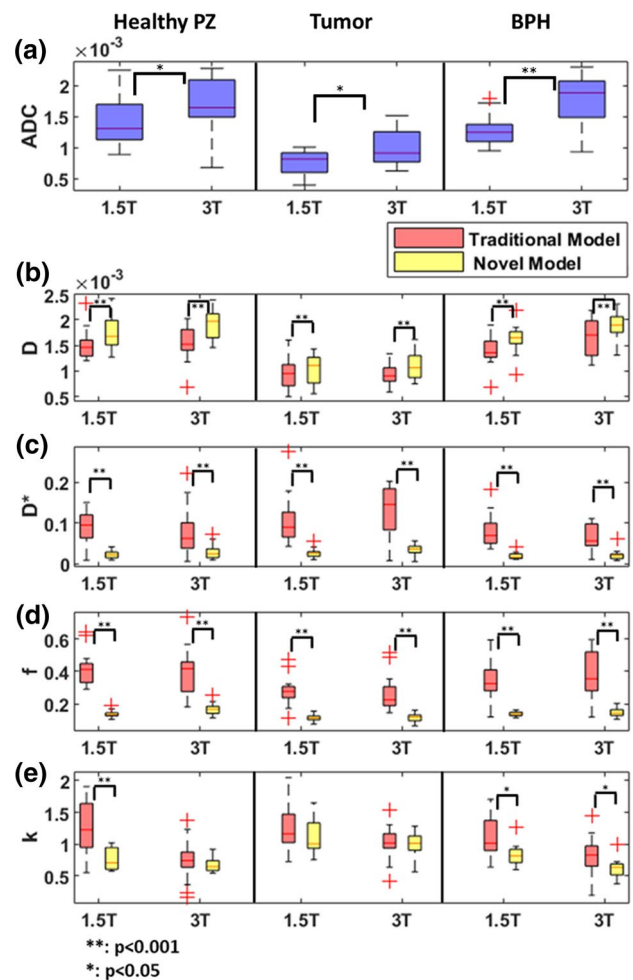 Healthy PZ Tumor BPH
(a)
×10⁻³
ADC
2
1.5
1
0.5
* * **
1.5T 3T 1.5T 3T 1.5T 3T
Traditional Model
Novel Model
(b)
×10⁻³
D
2.5
2
1.5
1
0.5
** ** ** ** ** **
1.5T 3T 1.5T 3T 1.5T 3T
(c)
D*
0.2
0.1
0
** ** ** ** ** **
1.5T 3T 1.5T 3T 1.5T 3T
(d)
f
0.6
0.4
0.2
** ** ** ** ** **
1.5T 3T 1.5T 3T 1.5T 3T
(e)
k
2
1.5
1
0.5
** * *
1.5T 3T 1.5T 3T 1.5T 3T
**: p<0.001
*: p<0.05